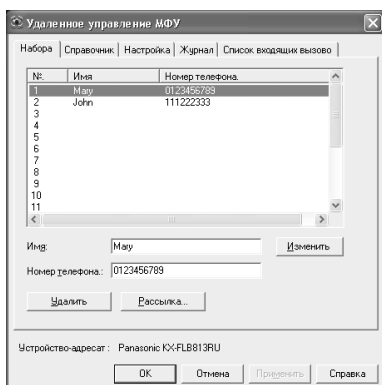 Удаленное управление МФУ
Набора Справочник Настройка Журнал Список входящих вызово
№. Имя Номер телефона.
1 Mary 0123456789
2 John 111222333
3
4
5
6
7
8
9
10
11
Имя: Mary Изменить
Номер телефона.: 0123456789
Удалить Рассылка...
Устройство-адресат : Panasonic KX-FLB813RU
OK Отмена Применить Справка